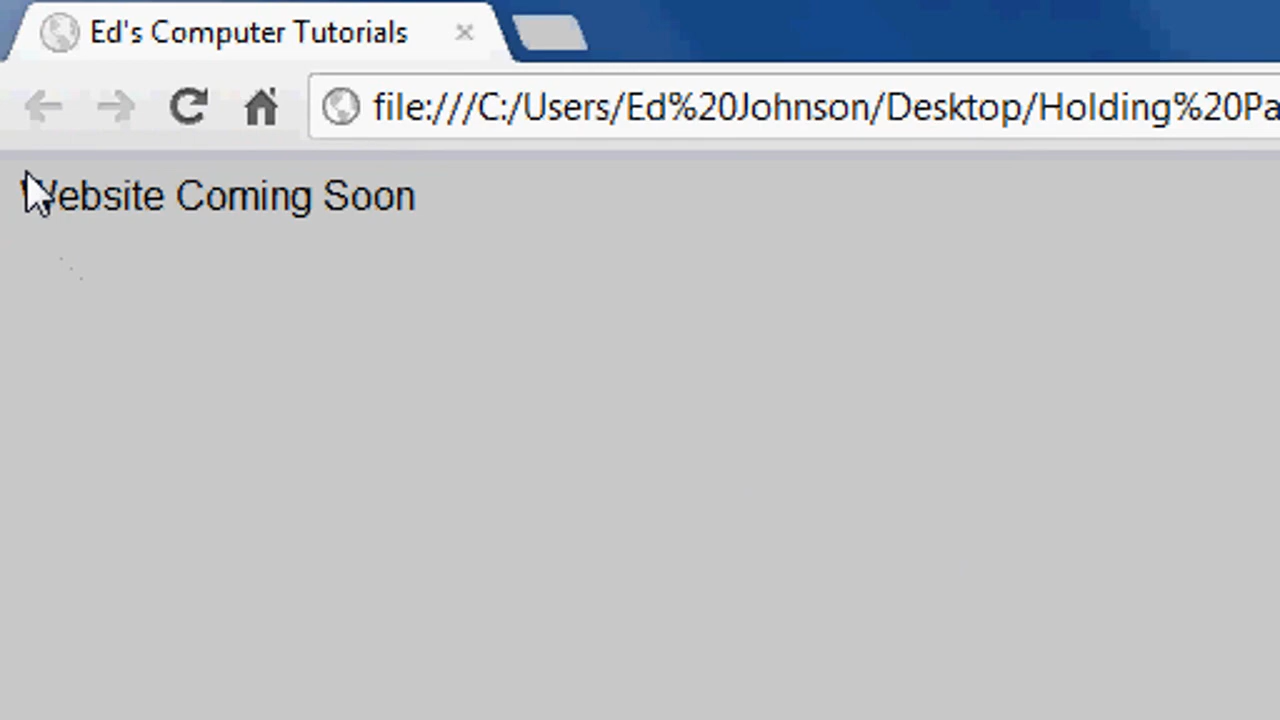 Ed's Computer Tutorials
file:///C:/Users/Ed%20Johnson/Desktop/Holding%20Pa
Website Coming Soon